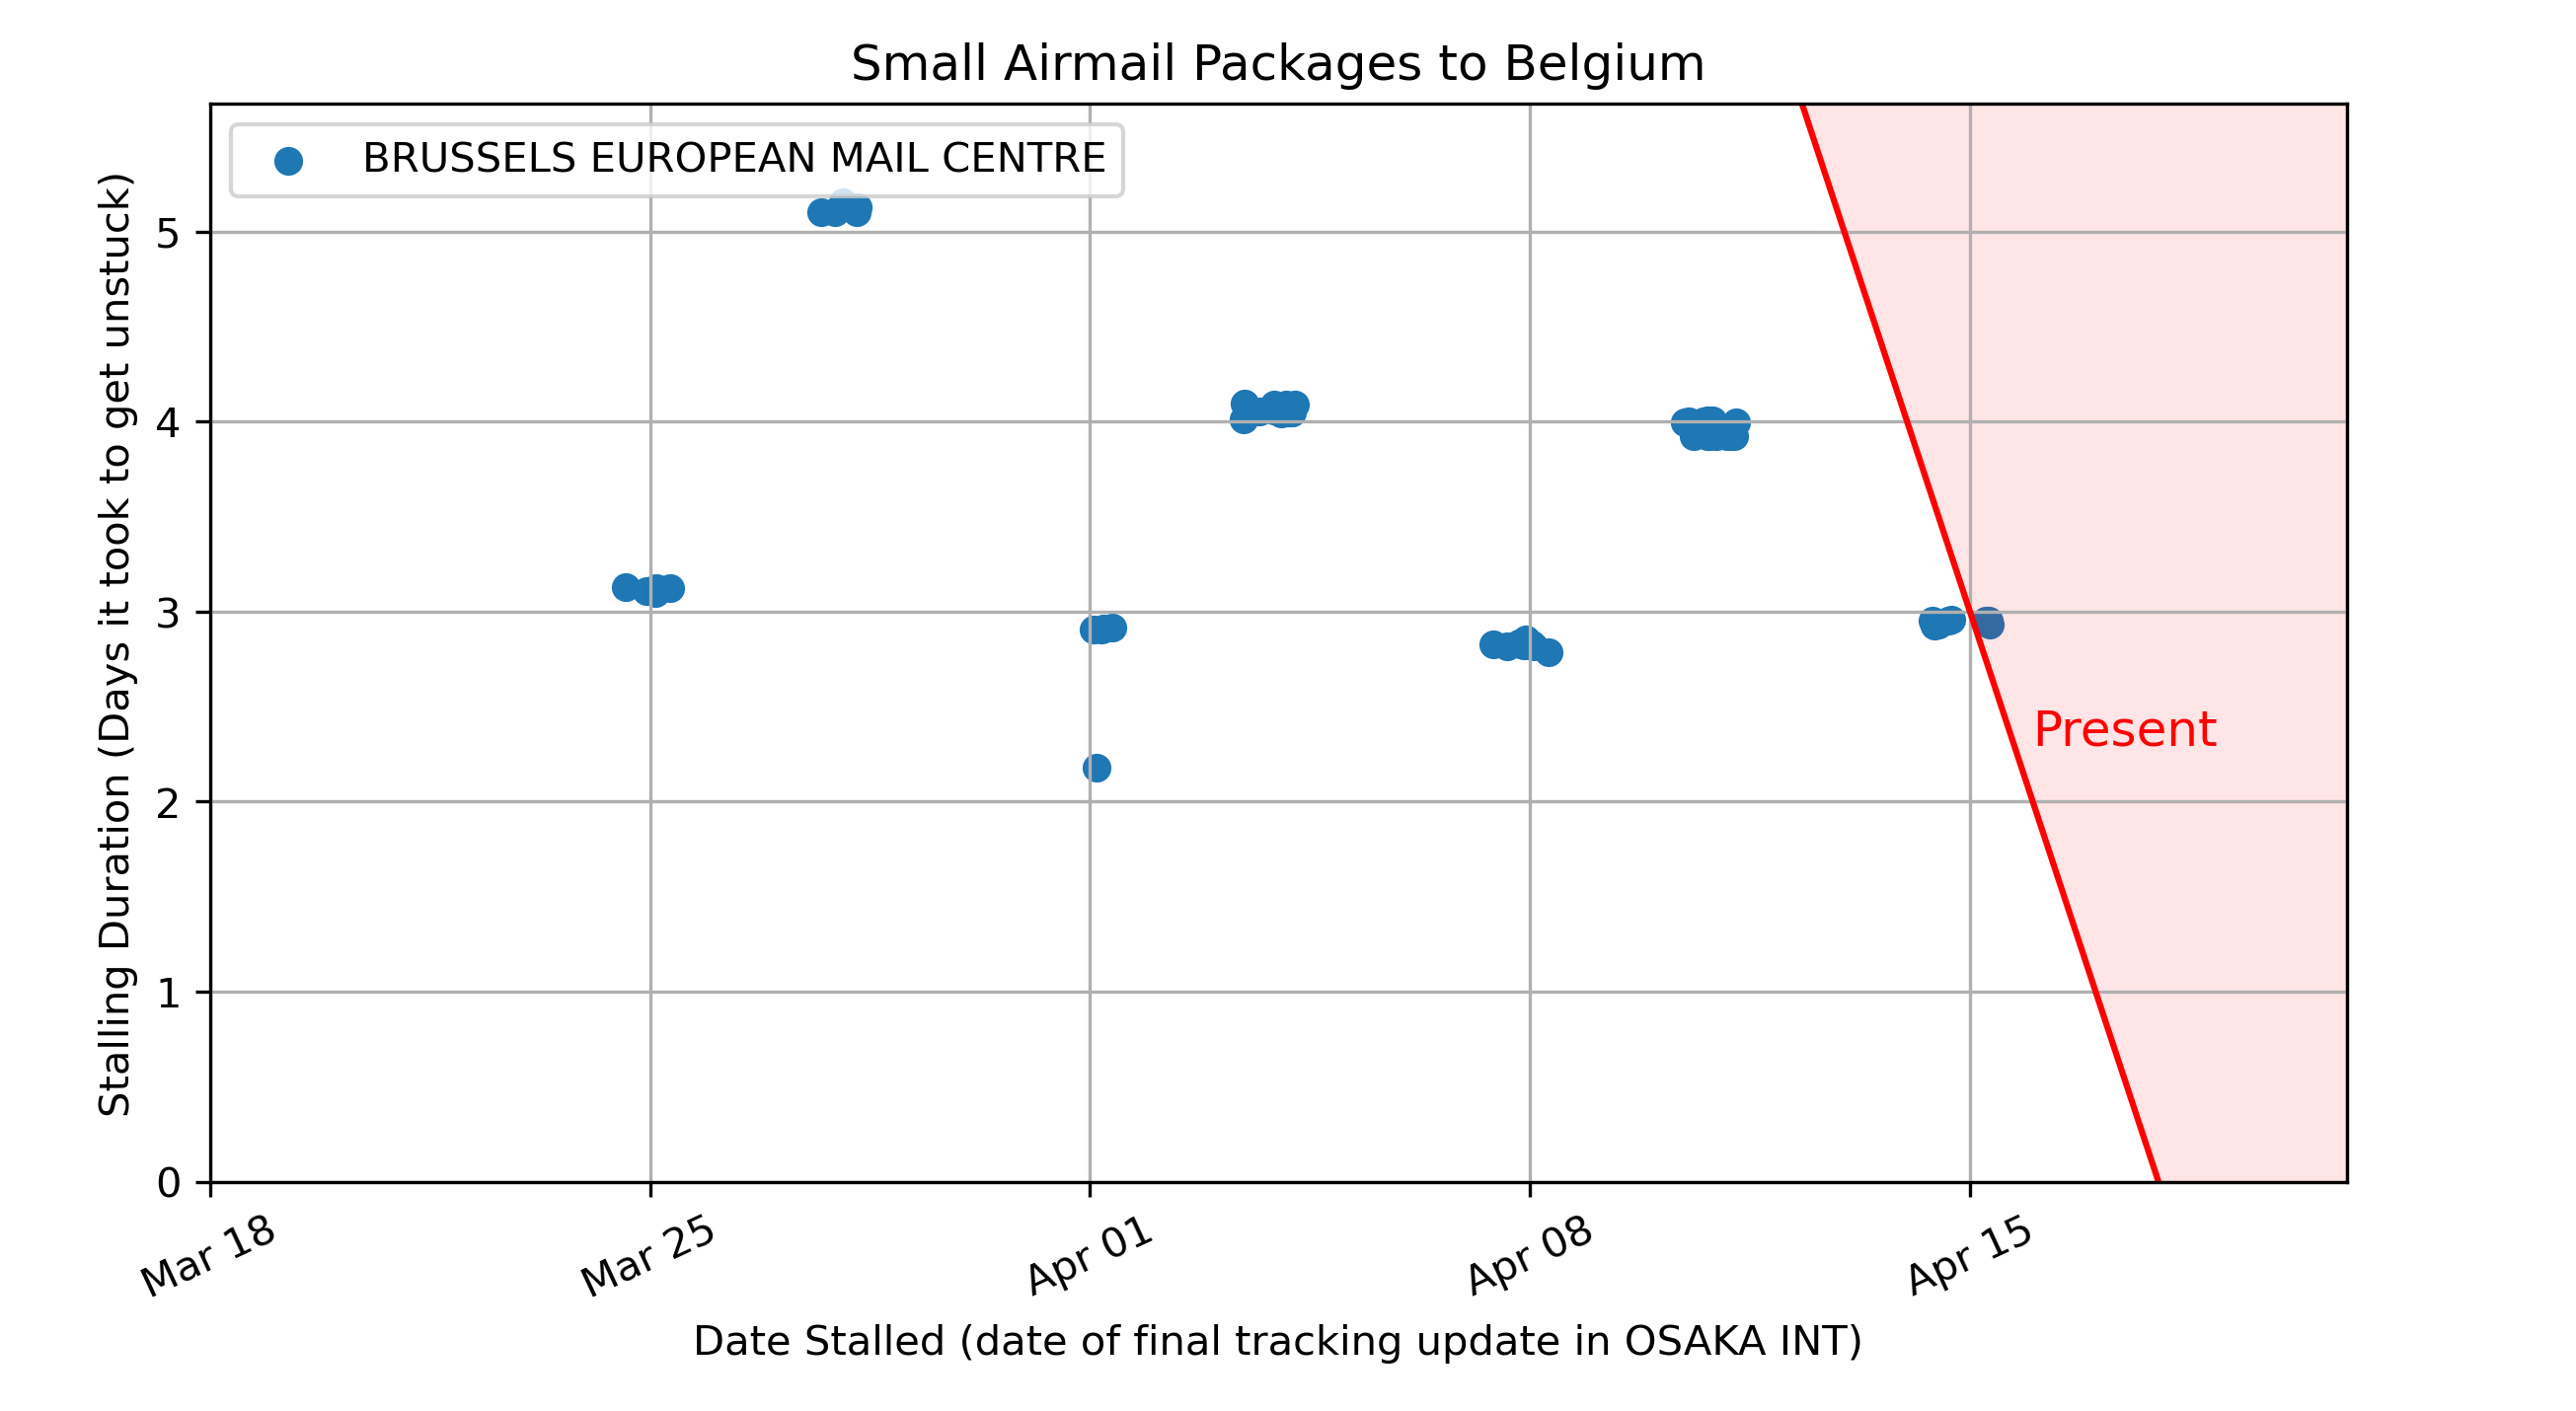 Small Airmail Packages to Belgium
BRUSSELS EUROPEAN MAIL CENTRE
Stalling Duration (Days it took to get unstuck)
5
4
3
2
1
0
Present
Mar 18
Mar 25
Apr 01
Apr 08
Apr 15
Date Stalled (date of final tracking update in OSAKA INT)